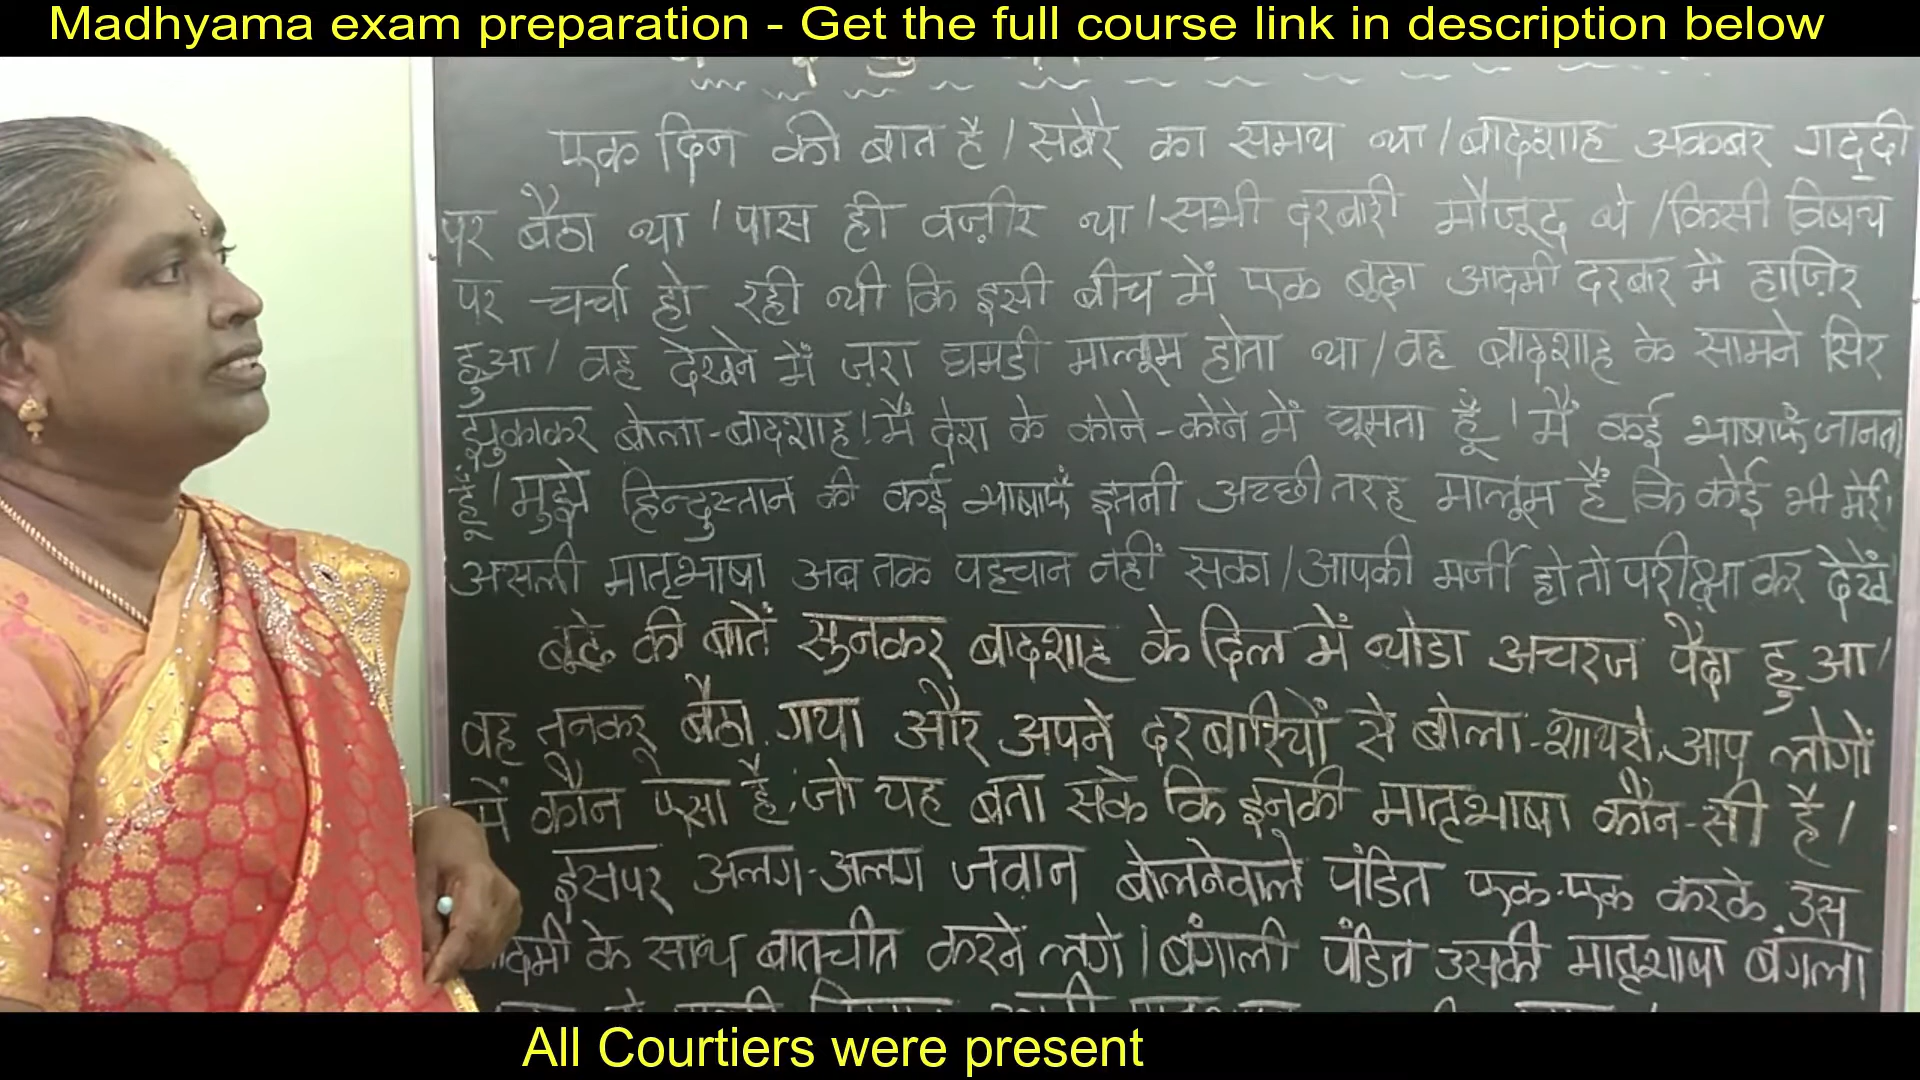 Madhyama exam preparation - Get the full course link in description below
एक दिन की बात है । सबेरे का समय था । बादशाह अकबर गद्दी
पर बैठा था । पास ही वज़ीर था । सभी दरबारी मौजूद थे । किसी विषय
पर चर्चा हो रही थी कि इसी बीच में एक बूढ़ा आदमी दरबार में हाज़िर
हुआ । वह देखने में ज़रा घमडी मालूम होता था । वह बादशाह के सामने सिर
झुकाकर बोला - बादशाह ! मैं देश के कोने - कोने में घूमता हूँ । मैं कई भाषाएँ जानता
हूँ । मुझे हिन्दुस्तान की कई भाषाएँ इतनी अच्छी तरह मालूम हैं कि कोई भी मेरी
असली मातृभाषा अब तक पहचान नहीं सका । आपकी मर्जी हो तो परीक्षा कर देखें
बूढे की बातें सुनकर बादशाह के दिल में थोडा अचरज पैदा हुआ ।
वह तनकर बैठा गया और अपने दरबारियों से बोला - शायरो, आप लोगों
में कौन ऐसा है, जो यह बता सके कि इनकी मातृभाषा कौन-सी है ।
इसपर अलग-अलग जवान बोलनेवाले पंडित एक-एक करके उस
के साथ बातचीत करने लगे । बंगाली पंडित उसकी मातृभाषा बंगला
All Courtiers were present